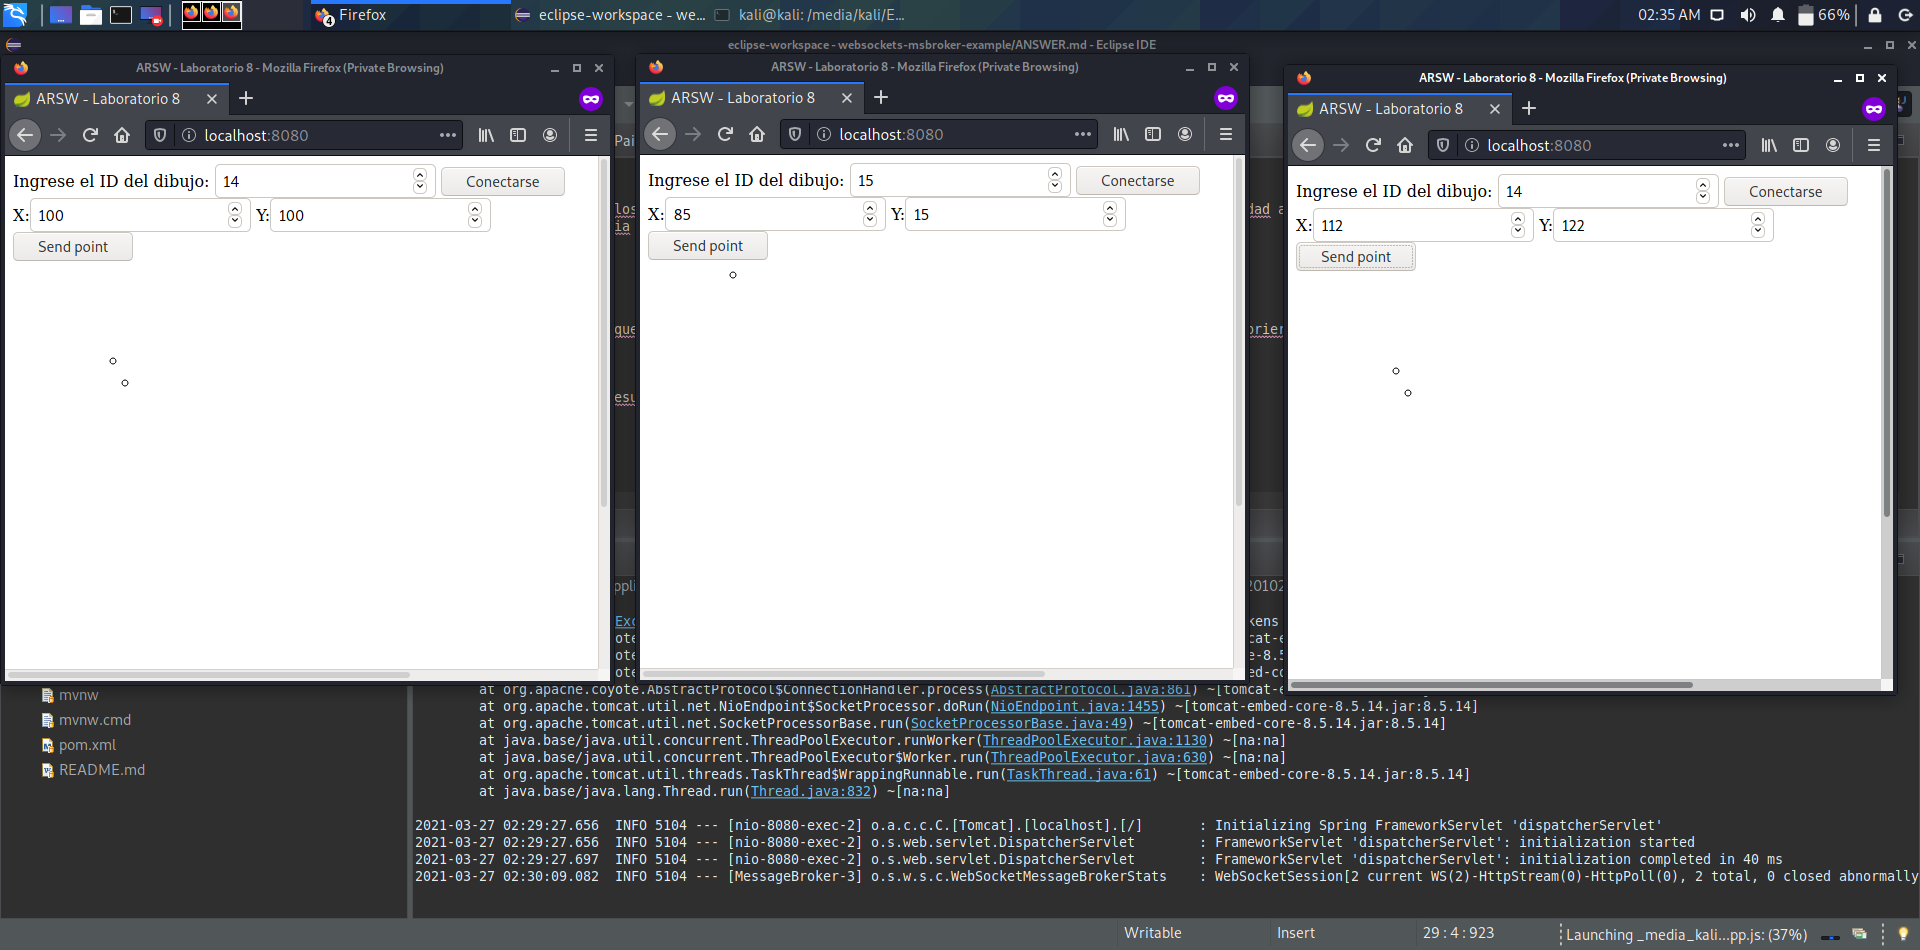 Firefox
4
eclipse-workspace - we...
kali@kali: /media/kali/E...
02:35 AM
66%
eclipse-workspace - websockets-msbroker-example/ANSWER.md - Eclipse IDE
ARSW - Laboratorio 8 - Mozilla Firefox (Private Browsing)
ARSW - Laboratorio 8
localhost:8080
Ingrese el ID del dibujo: 14 Conectarse
X: 100 Y: 100
Send point
ARSW - Laboratorio 8 - Mozilla Firefox (Private Browsing)
ARSW - Laboratorio 8
localhost:8080
Ingrese el ID del dibujo: 15 Conectarse
X: 85 Y: 15
Send point
ARSW - Laboratorio 8 - Mozilla Firefox (Private Browsing)
ARSW - Laboratorio 8
localhost:8080
Ingrese el ID del dibujo: 14 Conectarse
X: 112 Y: 122
Send point
mvnw
mvnw.cmd
pom.xml
README.md
at org.apache.coyote.AbstractProtocol$ConnectionHandler.process(AbstractProtocol.java:861) ~[tomcat-e
at org.apache.tomcat.util.net.NioEndpoint$SocketProcessor.doRun(NioEndpoint.java:1455) ~[tomcat-embed-core-8.5.14.jar:8.5.14]
at org.apache.tomcat.util.net.SocketProcessorBase.run(SocketProcessorBase.java:49) ~[tomcat-embed-core-8.5.14.jar:8.5.14]
at java.base/java.util.concurrent.ThreadPoolExecutor.runWorker(ThreadPoolExecutor.java:1130) ~[na:na]
at java.base/java.util.concurrent.ThreadPoolExecutor$Worker.run(ThreadPoolExecutor.java:630) ~[na:na]
at org.apache.tomcat.util.threads.TaskThread$WrappingRunnable.run(TaskThread.java:61) ~[tomcat-embed-core-8.5.14.jar:8.5.14]
at java.base/java.lang.Thread.run(Thread.java:832) ~[na:na]
2021-03-27 02:29:27.656 INFO 5104 --- [nio-8080-exec-2] o.a.c.c.C.[Tomcat].[localhost].[/] : Initializing Spring FrameworkServlet 'dispatcherServlet'
2021-03-27 02:29:27.656 INFO 5104 --- [nio-8080-exec-2] o.s.web.servlet.DispatcherServlet : FrameworkServlet 'dispatcherServlet': initialization started
2021-03-27 02:29:27.697 INFO 5104 --- [nio-8080-exec-2] o.s.web.servlet.DispatcherServlet : FrameworkServlet 'dispatcherServlet': initialization completed in 40 ms
2021-03-27 02:30:09.082 INFO 5104 --- [MessageBroker-3] o.s.w.s.c.WebSocketMessageBrokerStats : WebSocketSession[2 current WS(2)-HttpStream(0)-HttpPoll(0), 2 total, 0 closed abnormally
Writable
Insert
29 : 4 : 923
Launching _media_kali...pp.js: (37%)